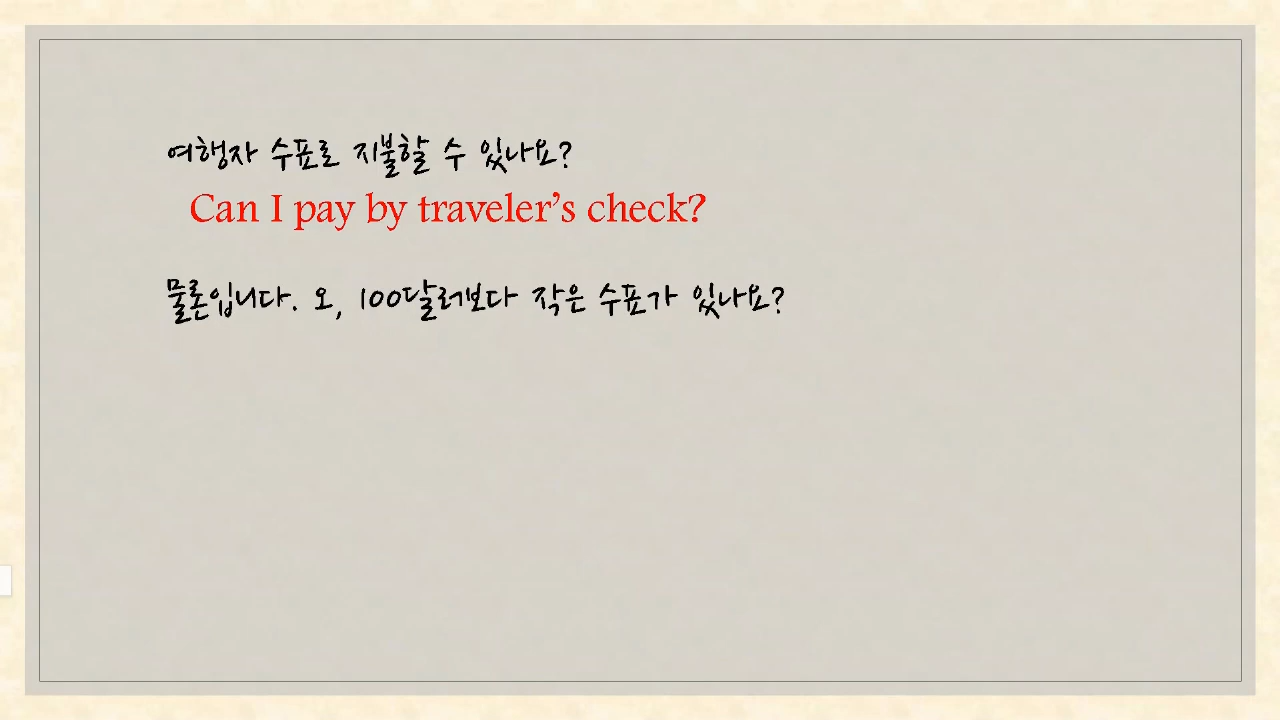 여행자 수표로 지불할 수 있나요?
Can I pay by traveler’s check?
물론입니다. 오, 100달러보다 작은 수표가 있나요?